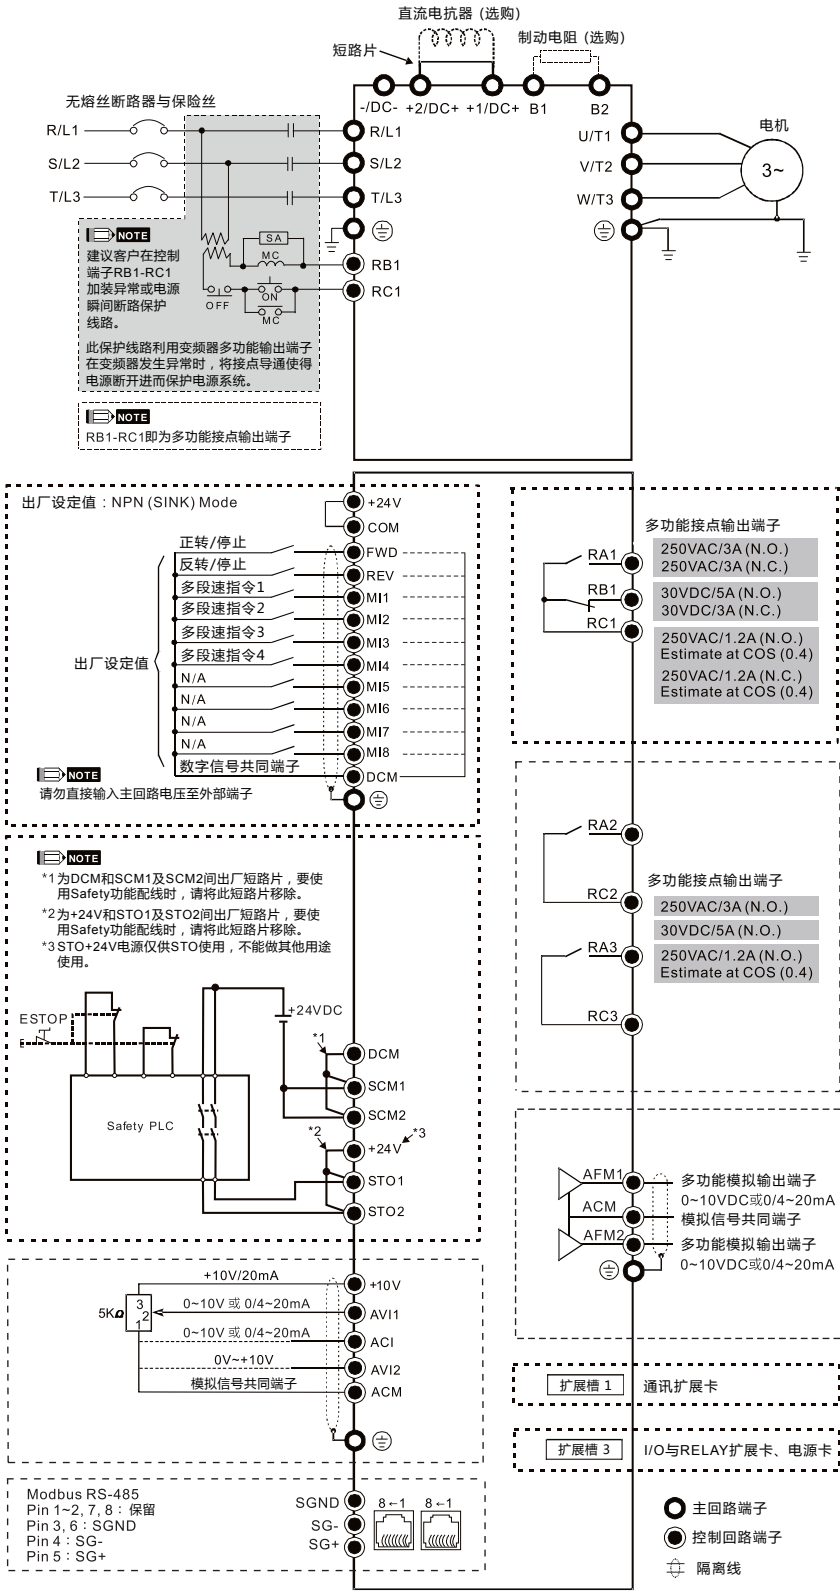 直流电抗器 (选购)
短路片
制动电阻 (选购)
-/DC-
+2/DC+
+1/DC+
B1
B2
无熔丝断路器与保险丝
R/L1
S/L2
T/L3
R/L1
S/L2
T/L3
U/T1
V/T2
W/T3
电机
3~
NOTE
建议客户在控制
端子RB1-RC1
加装异常或电源
瞬间断路保护
线路。
SA
MC
OFF
ON
MC
RB1
RC1
此保护线路利用变频器多功能输出端子
在变频器发生异常时，将接点导通使得
电源断开进而保护电源系统。
NOTE
RB1-RC1即为多功能接点输出端子
出厂设定值：NPN (SINK) Mode
+24V
COM
正转/停止
FWD
反转/停止
REV
多段速指令1
MI1
多段速指令2
MI2
多段速指令3
MI3
多段速指令4
MI4
N/A
MI5
N/A
MI6
N/A
MI7
N/A
MI8
数字信号共同端子
DCM
出厂设定值
NOTE
请勿直接输入主回路电压至外部端子
多功能接点输出端子
RA1
RB1
RC1
250VAC/3A (N.O.)
250VAC/3A (N.C.)
30VDC/5A (N.O.)
30VDC/3A (N.C.)
250VAC/1.2A (N.O.)
Estimate at COS (0.4)
250VAC/1.2A (N.C.)
Estimate at COS (0.4)
NOTE
*1 为DCM和SCM1及SCM2间出厂短路片，要使
用Safety功能配线时，请将此短路片移除。
*2 为+24V和STO1及STO2间出厂短路片，要使
用Safety功能配线时，请将此短路片移除。
*3 STO+24V电源仅供STO使用，不能做其他用途
使用。
ESTOP
+24VDC
Safety PLC
*1
DCM
SCM1
SCM2
*2
+24V
*3
STO1
STO2
RA2
RC2
RA3
RC3
多功能接点输出端子
250VAC/3A (N.O.)
30VDC/5A (N.O.)
250VAC/1.2A (N.O.)
Estimate at COS (0.4)
AFM1
ACM
AFM2
多功能模拟输出端子
0~10VDC或0/4~20mA
模拟信号共同端子
多功能模拟输出端子
0~10VDC或0/4~20mA
+10V/20mA
+10V
5KΩ
3
2
1
0~10V 或 0/4~20mA
AVI1
0~10V 或 0/4~20mA
ACI
0V~+10V
AVI2
模拟信号共同端子
ACM
扩展槽 1
通讯扩展卡
扩展槽 3
I/O与RELAY扩展卡、电源卡
Modbus RS-485
Pin 1~2, 7, 8：保留
Pin 3, 6：SGND
Pin 4：SG-
Pin 5：SG+
SGND
SG-
SG+
8←1
8←1
主回路端子
控制回路端子
隔离线